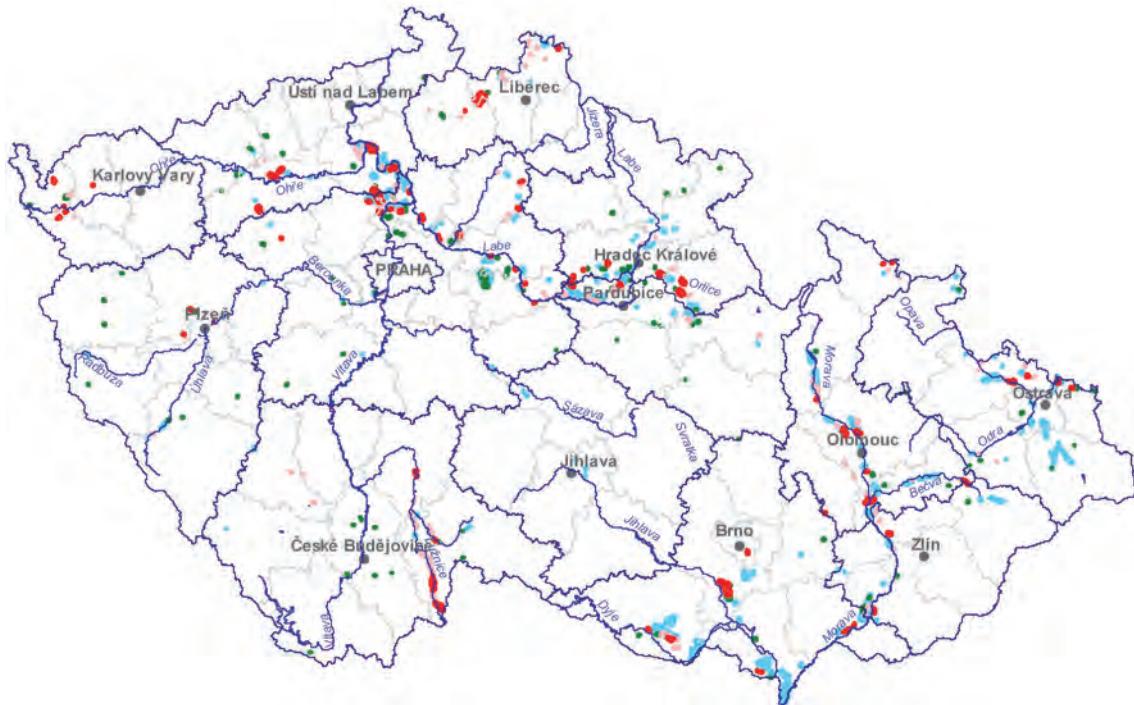 Liberec
Ústí nad Labem
Jizera
Labe
Ohře
Karlovy Vary
Ohře
Labe
Hradec Králové
PRAHA
Berounka
Orlice
Pardubice
Opava
Plzeň
Morava
Radbuza
Úhlava
Vltava
Ostrava
Sázava
Svratka
Olomouc
Odra
Jihlava
Bečva
Jihlava
Brno
České Budějovice
Lužnice
Zlín
Dyje
Vltava
Morava